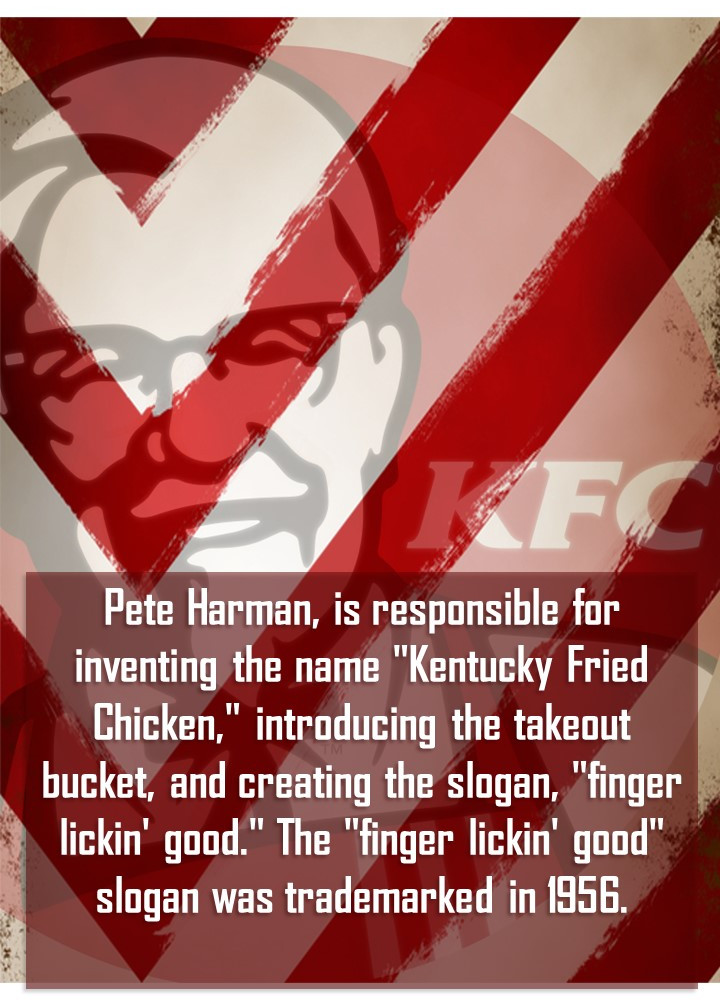 KFC
Pete Harman, is responsible for
inventing the name "Kentucky Fried
Chicken," introducing the takeout
bucket, and creating the slogan, "finger
lickin' good." The "finger lickin' good"
slogan was trademarked in 1956.